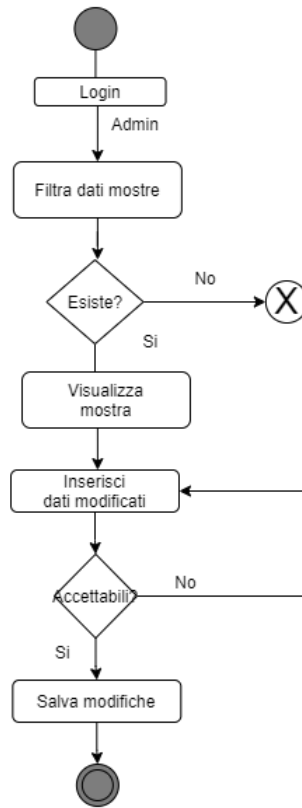 Login
Admin
Filtra dati mostre
No
Esiste?
X
Si
Visualizza
mostra
Inserisci
dati modificati
Accettabili?
No
Si
Salva modifiche